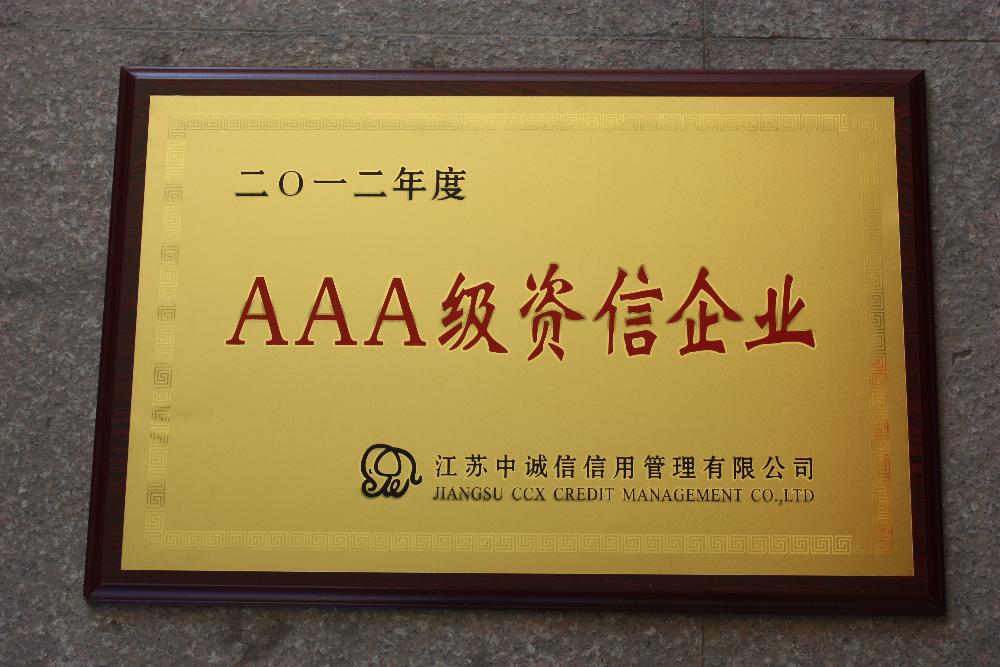 二〇一二年度
AAA级资信企业
江苏中诚信信用管理有限公司
JIANGSU CCX CREDIT MANAGEMENT CO.,LTD